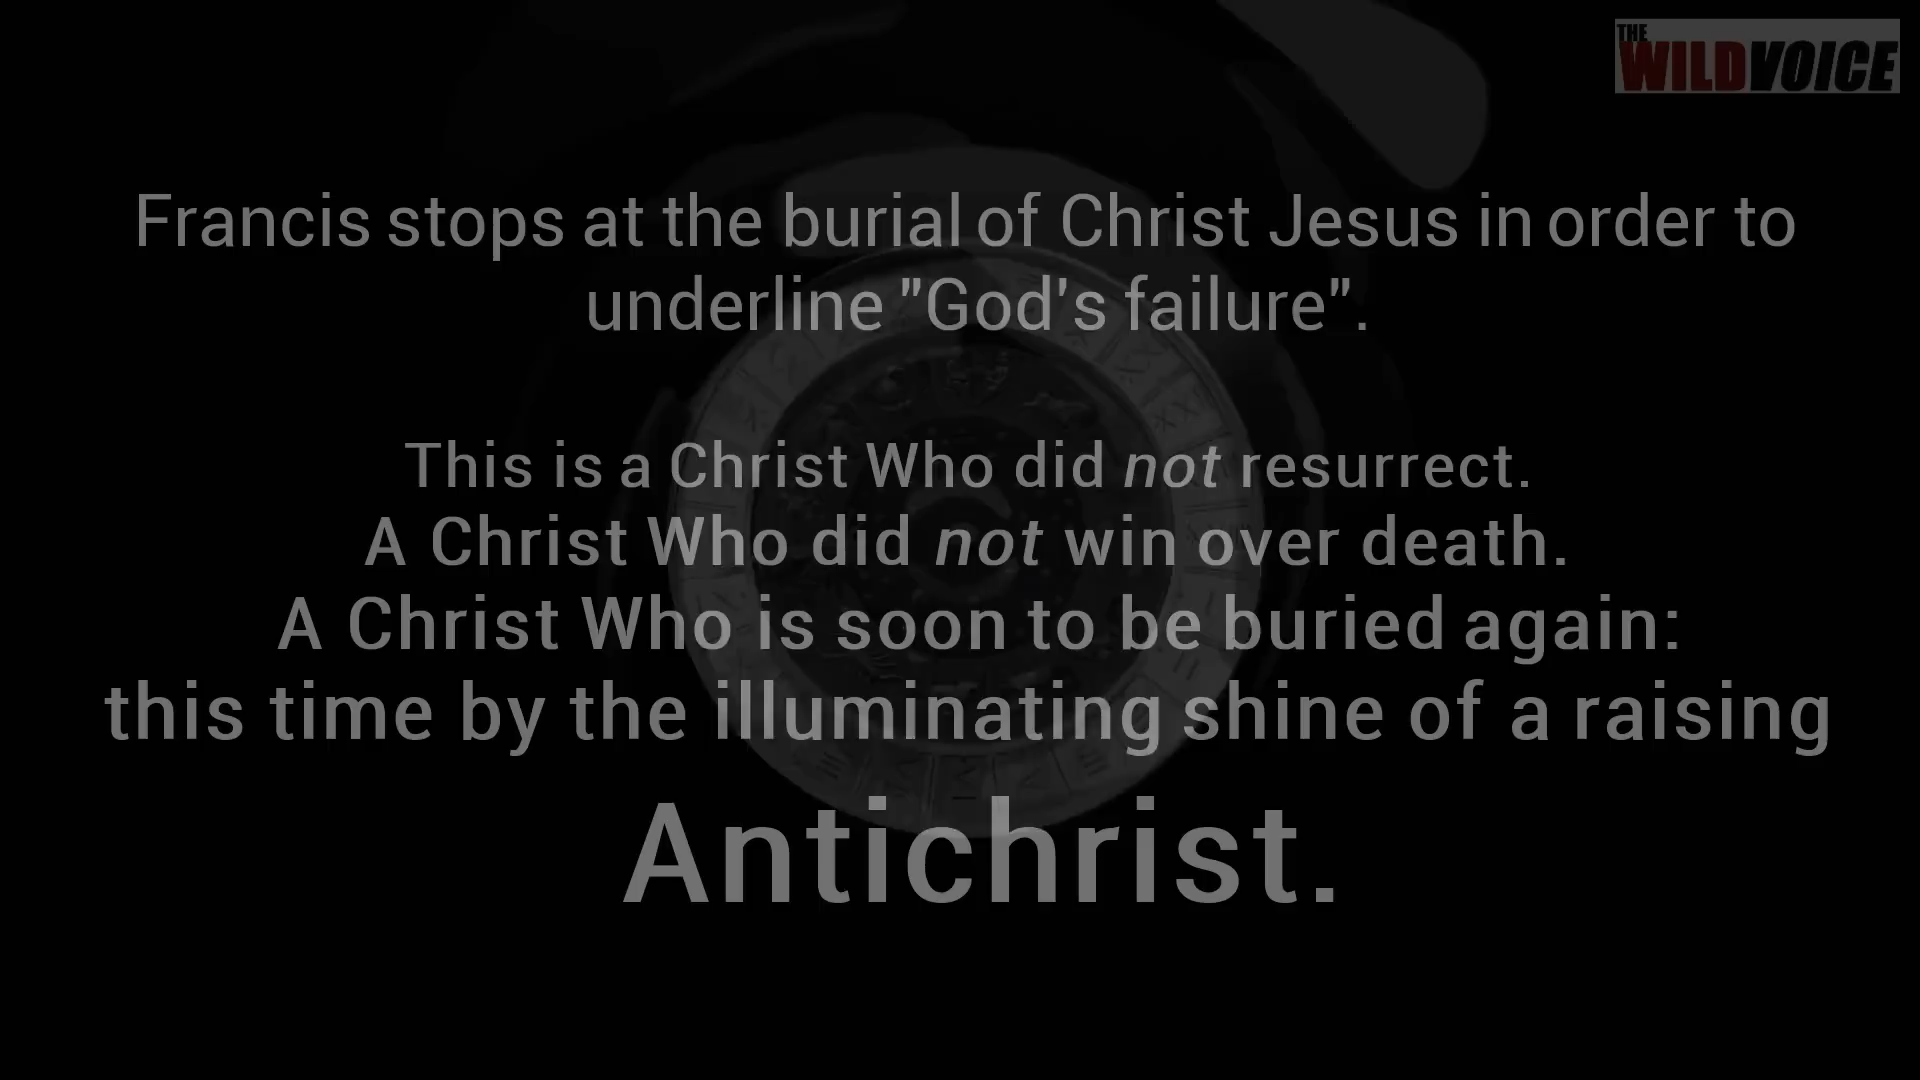 THE
WILDVOICE
Francis stops at the burial of Christ Jesus in order to
underline "God's failure".
This is a Christ Who did not resurrect.
A Christ Who did not win over death.
A Christ Who is soon to be buried again:
this time by the illuminating shine of a raising
Antichrist.